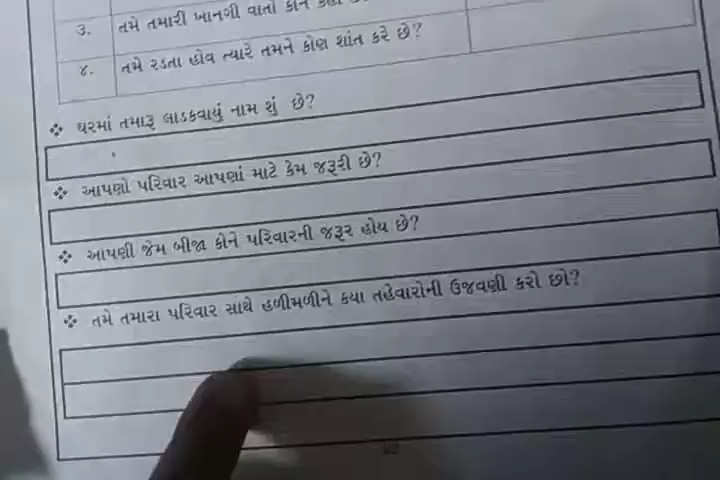 ૩. તમે તમારી ખાનગી વાતો કોને
૪. તમે રડતા હોવ ત્યારે તમને કોણ શાંત કરે છે?
❖ ઘરમાં તમારૂ લાડકવાયું નામ શું છે?
❖ આપણો પરિવાર આપણાં માટે કેમ જરૂરી છે?
❖ આપણી જેમ બીજા કોને પરિવારની જરૂર હોય છે?
❖ તમે તમારા પરિવાર સાથે હળીમળીને કયા તહેવારોની ઉજવણી કરો છો?